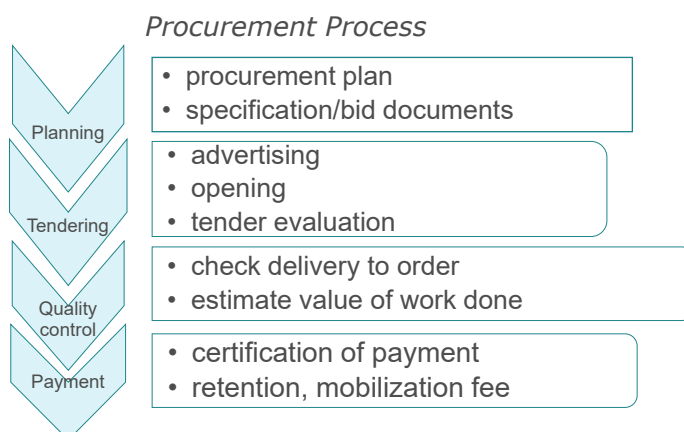 Procurement Process
Planning
• procurement plan
• specification/bid documents
Tendering
• advertising
• opening
• tender evaluation
Quality
control
• check delivery to order
• estimate value of work done
Payment
• certification of payment
• retention, mobilization fee